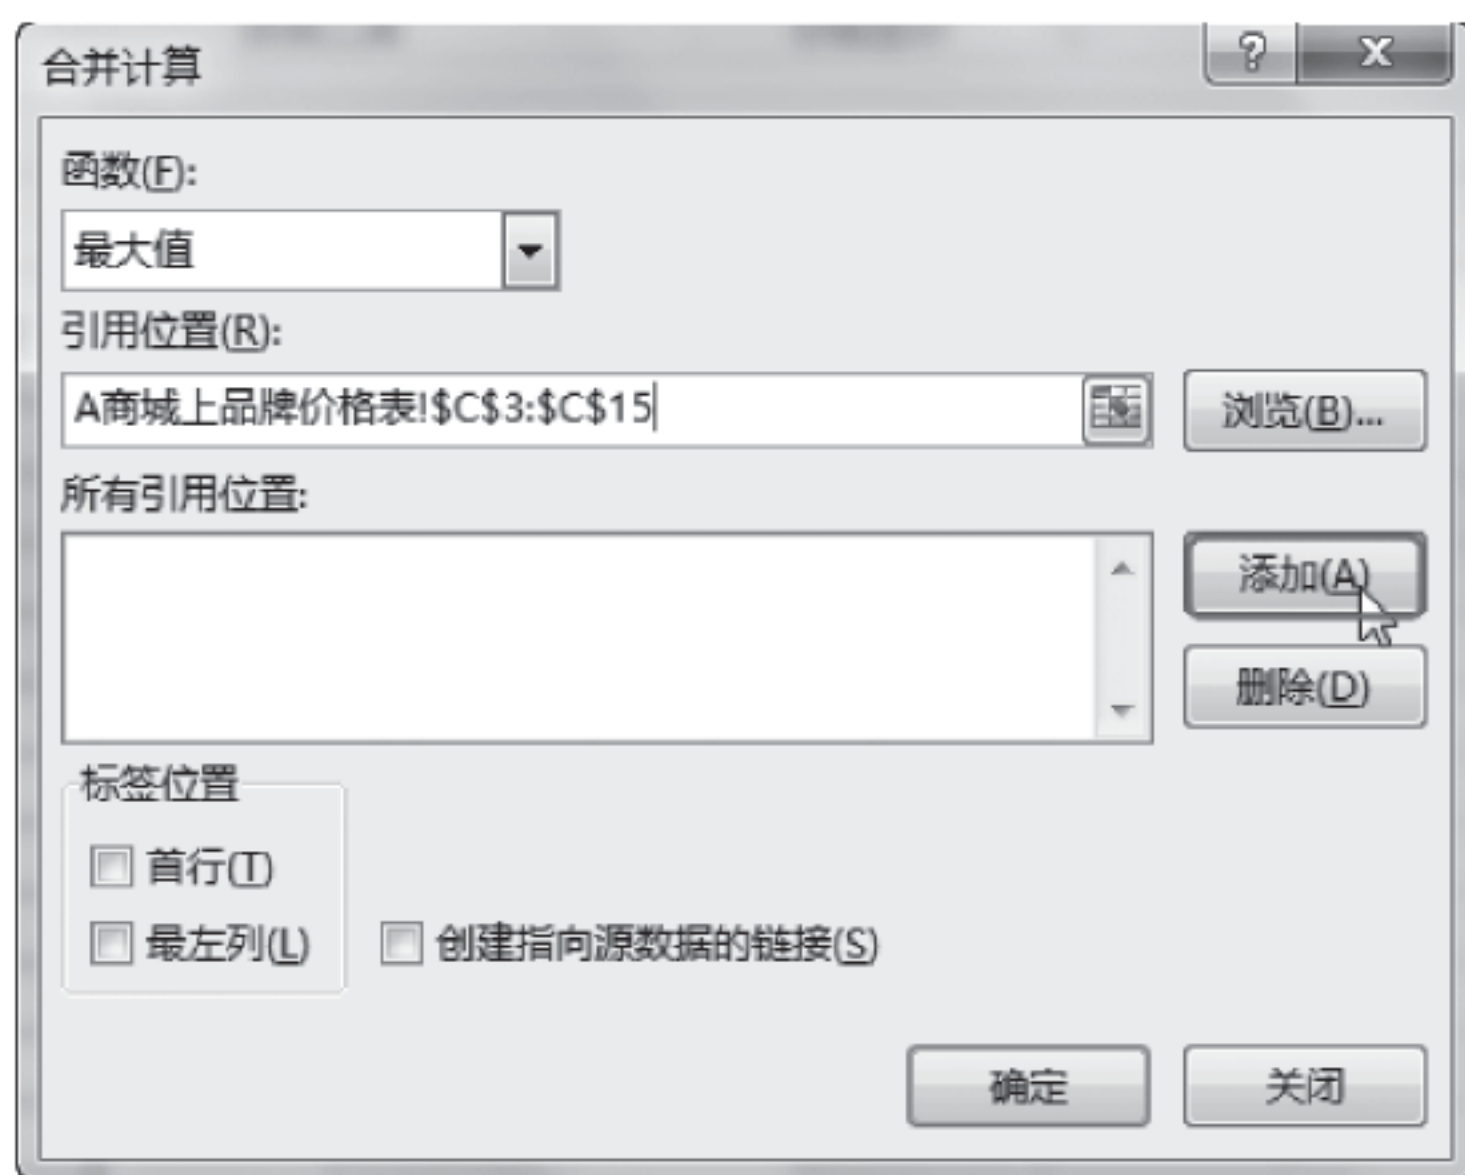 合并计算
函数(F):
最大值
引用位置(R):
A商城上品牌价格表!$C$3:$C$15
浏览(B)...
所有引用位置:
添加(A)
删除(D)
标签位置
首行(T)
最左列(L)
创建指向源数据的链接(S)
确定
关闭